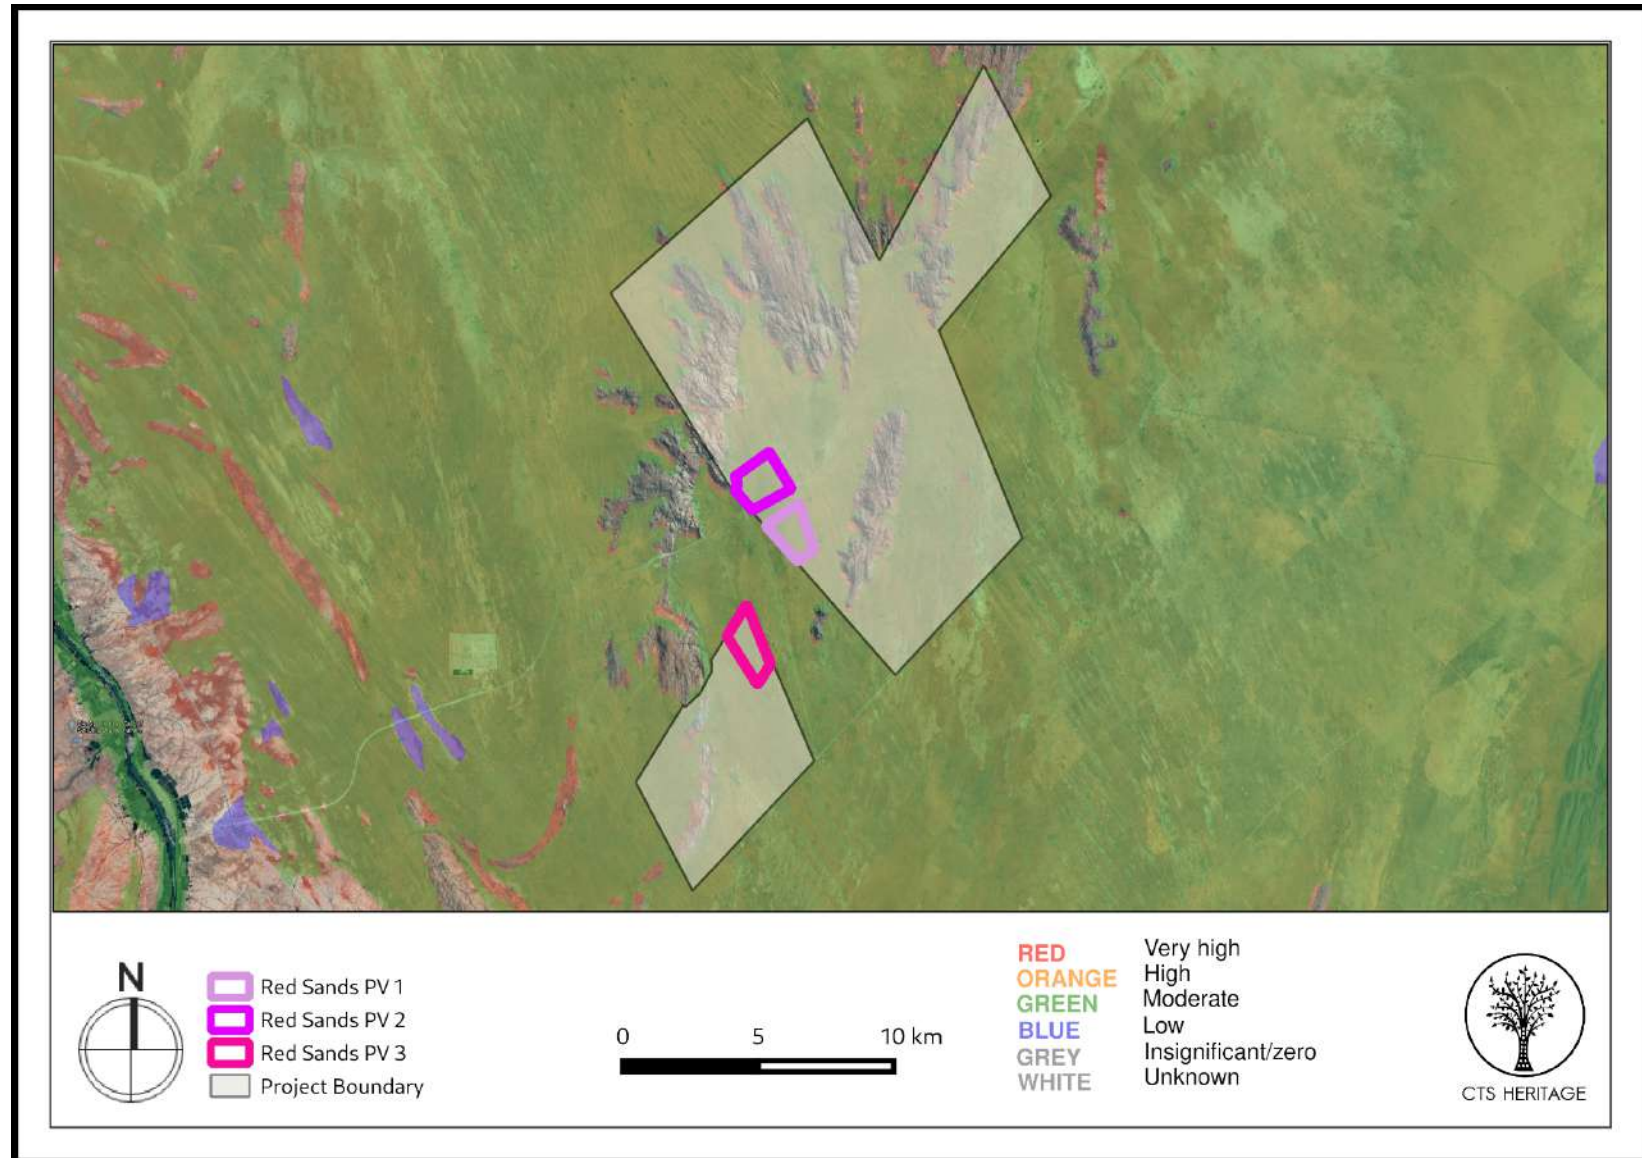 N
Red Sands PV 1
Red Sands PV 2
Red Sands PV 3
Project Boundary
0 5 10 km
RED Very high
ORANGE High
GREEN Moderate
BLUE Low
GREY Insignificant/zero
WHITE Unknown
CTS HERITAGE